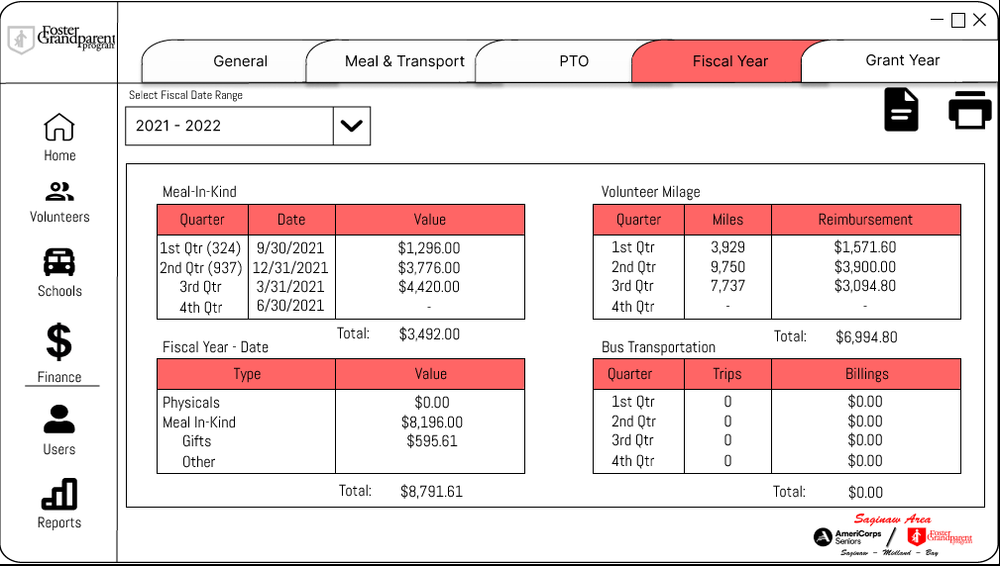 Foster
Grandparent
program
General
Meal & Transport
PTO
Fiscal Year
Grant Year
Select Fiscal Date Range
2021 - 2022
Home
Volunteers
Schools
$
Finance
Users
Reports
Meal-In-Kind
Quarter Date Value
1st Qtr (324) 9/30/2021 $1,296.00
2nd Qtr (937) 12/31/2021 $3,776.00
3rd Qtr 3/31/2021 $4,420.00
4th Qtr 6/30/2021 -
Total: $3,492.00
Volunteer Milage
Quarter Miles Reimbursement
1st Qtr 3,929 $1,571.60
2nd Qtr 9,750 $3,900.00
3rd Qtr 7,737 $3,094.80
4th Qtr - -
Total: $6,994.80
Fiscal Year - Date
Type Value
Physicals $0.00
Meal In-Kind $8,196.00
Gifts $595.61
Other
Total: $8,791.61
Bus Transportation
Quarter Trips Billings
1st Qtr 0 $0.00
2nd Qtr 0 $0.00
3rd Qtr 0 $0.00
4th Qtr 0 $0.00
Total: $0.00
Saginaw Area
AmeriCorps
Seniors
/
Foster
Grandparent
program
Saginaw - Midland - Bay